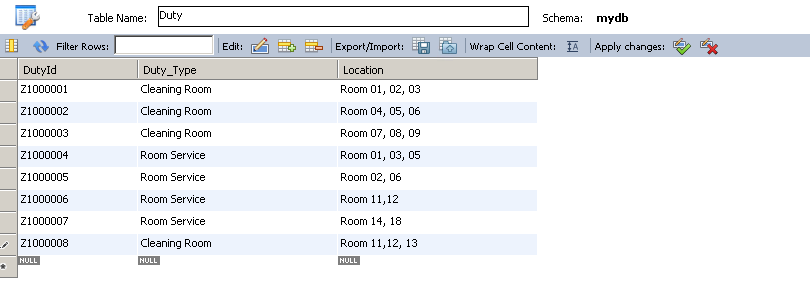 Table Name: Duty Schema: mydb
Filter Rows: Edit: Export/Import: Wrap Cell Content: Apply changes:
DutyId Duty_Type Location
Z1000001 Cleaning Room Room 01, 02, 03
Z1000002 Cleaning Room Room 04, 05, 06
Z1000003 Cleaning Room Room 07, 08, 09
Z1000004 Room Service Room 01, 03, 05
Z1000005 Room Service Room 02, 06
Z1000006 Room Service Room 11,12
Z1000007 Room Service Room 14, 18
Z1000008 Cleaning Room Room 11,12, 13
NULL NULL NULL